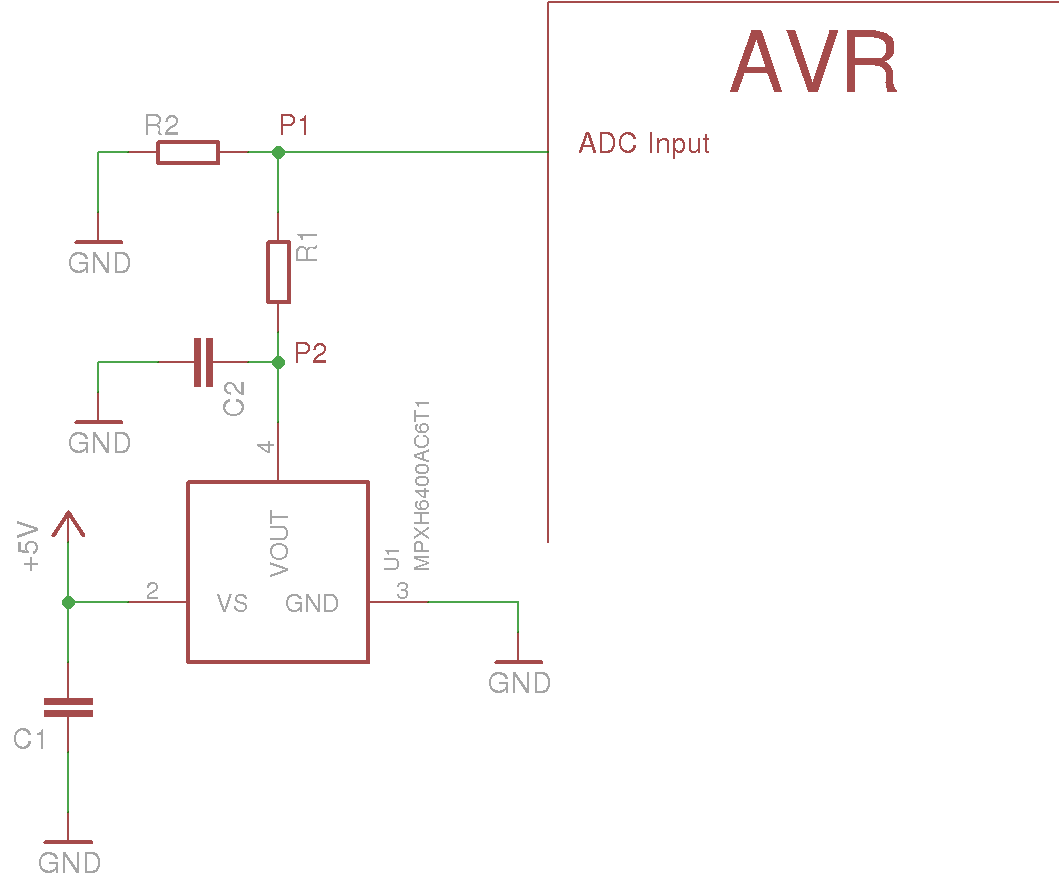 AVR
R2
P1
ADC Input
R1
GND
P2
C2
GND
4
MPXH6400AC6T1
U1
+5V
VOUT
2
VS
GND
3
GND
C1
GND